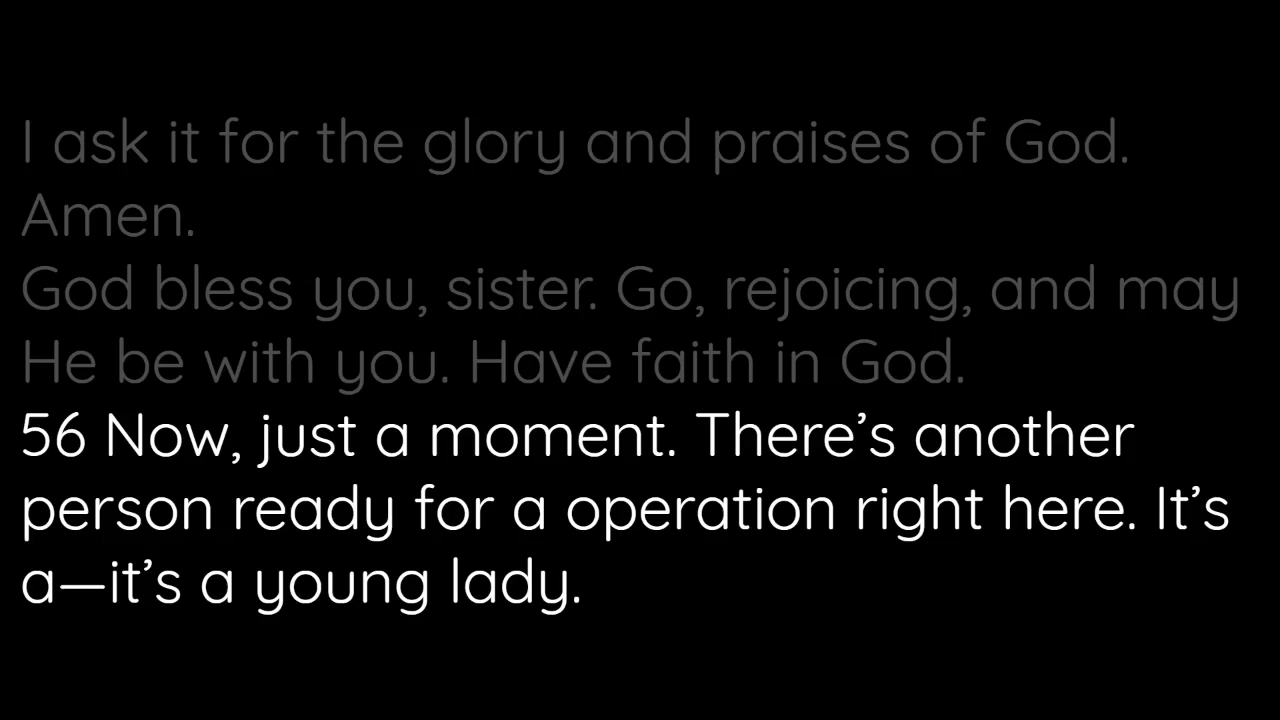 I ask it for the glory and praises of God.
Amen.
God bless you, sister. Go, rejoicing, and may
He be with you. Have faith in God.
56 Now, just a moment. There’s another
person ready for a operation right here. It’s
a—it’s a young lady.